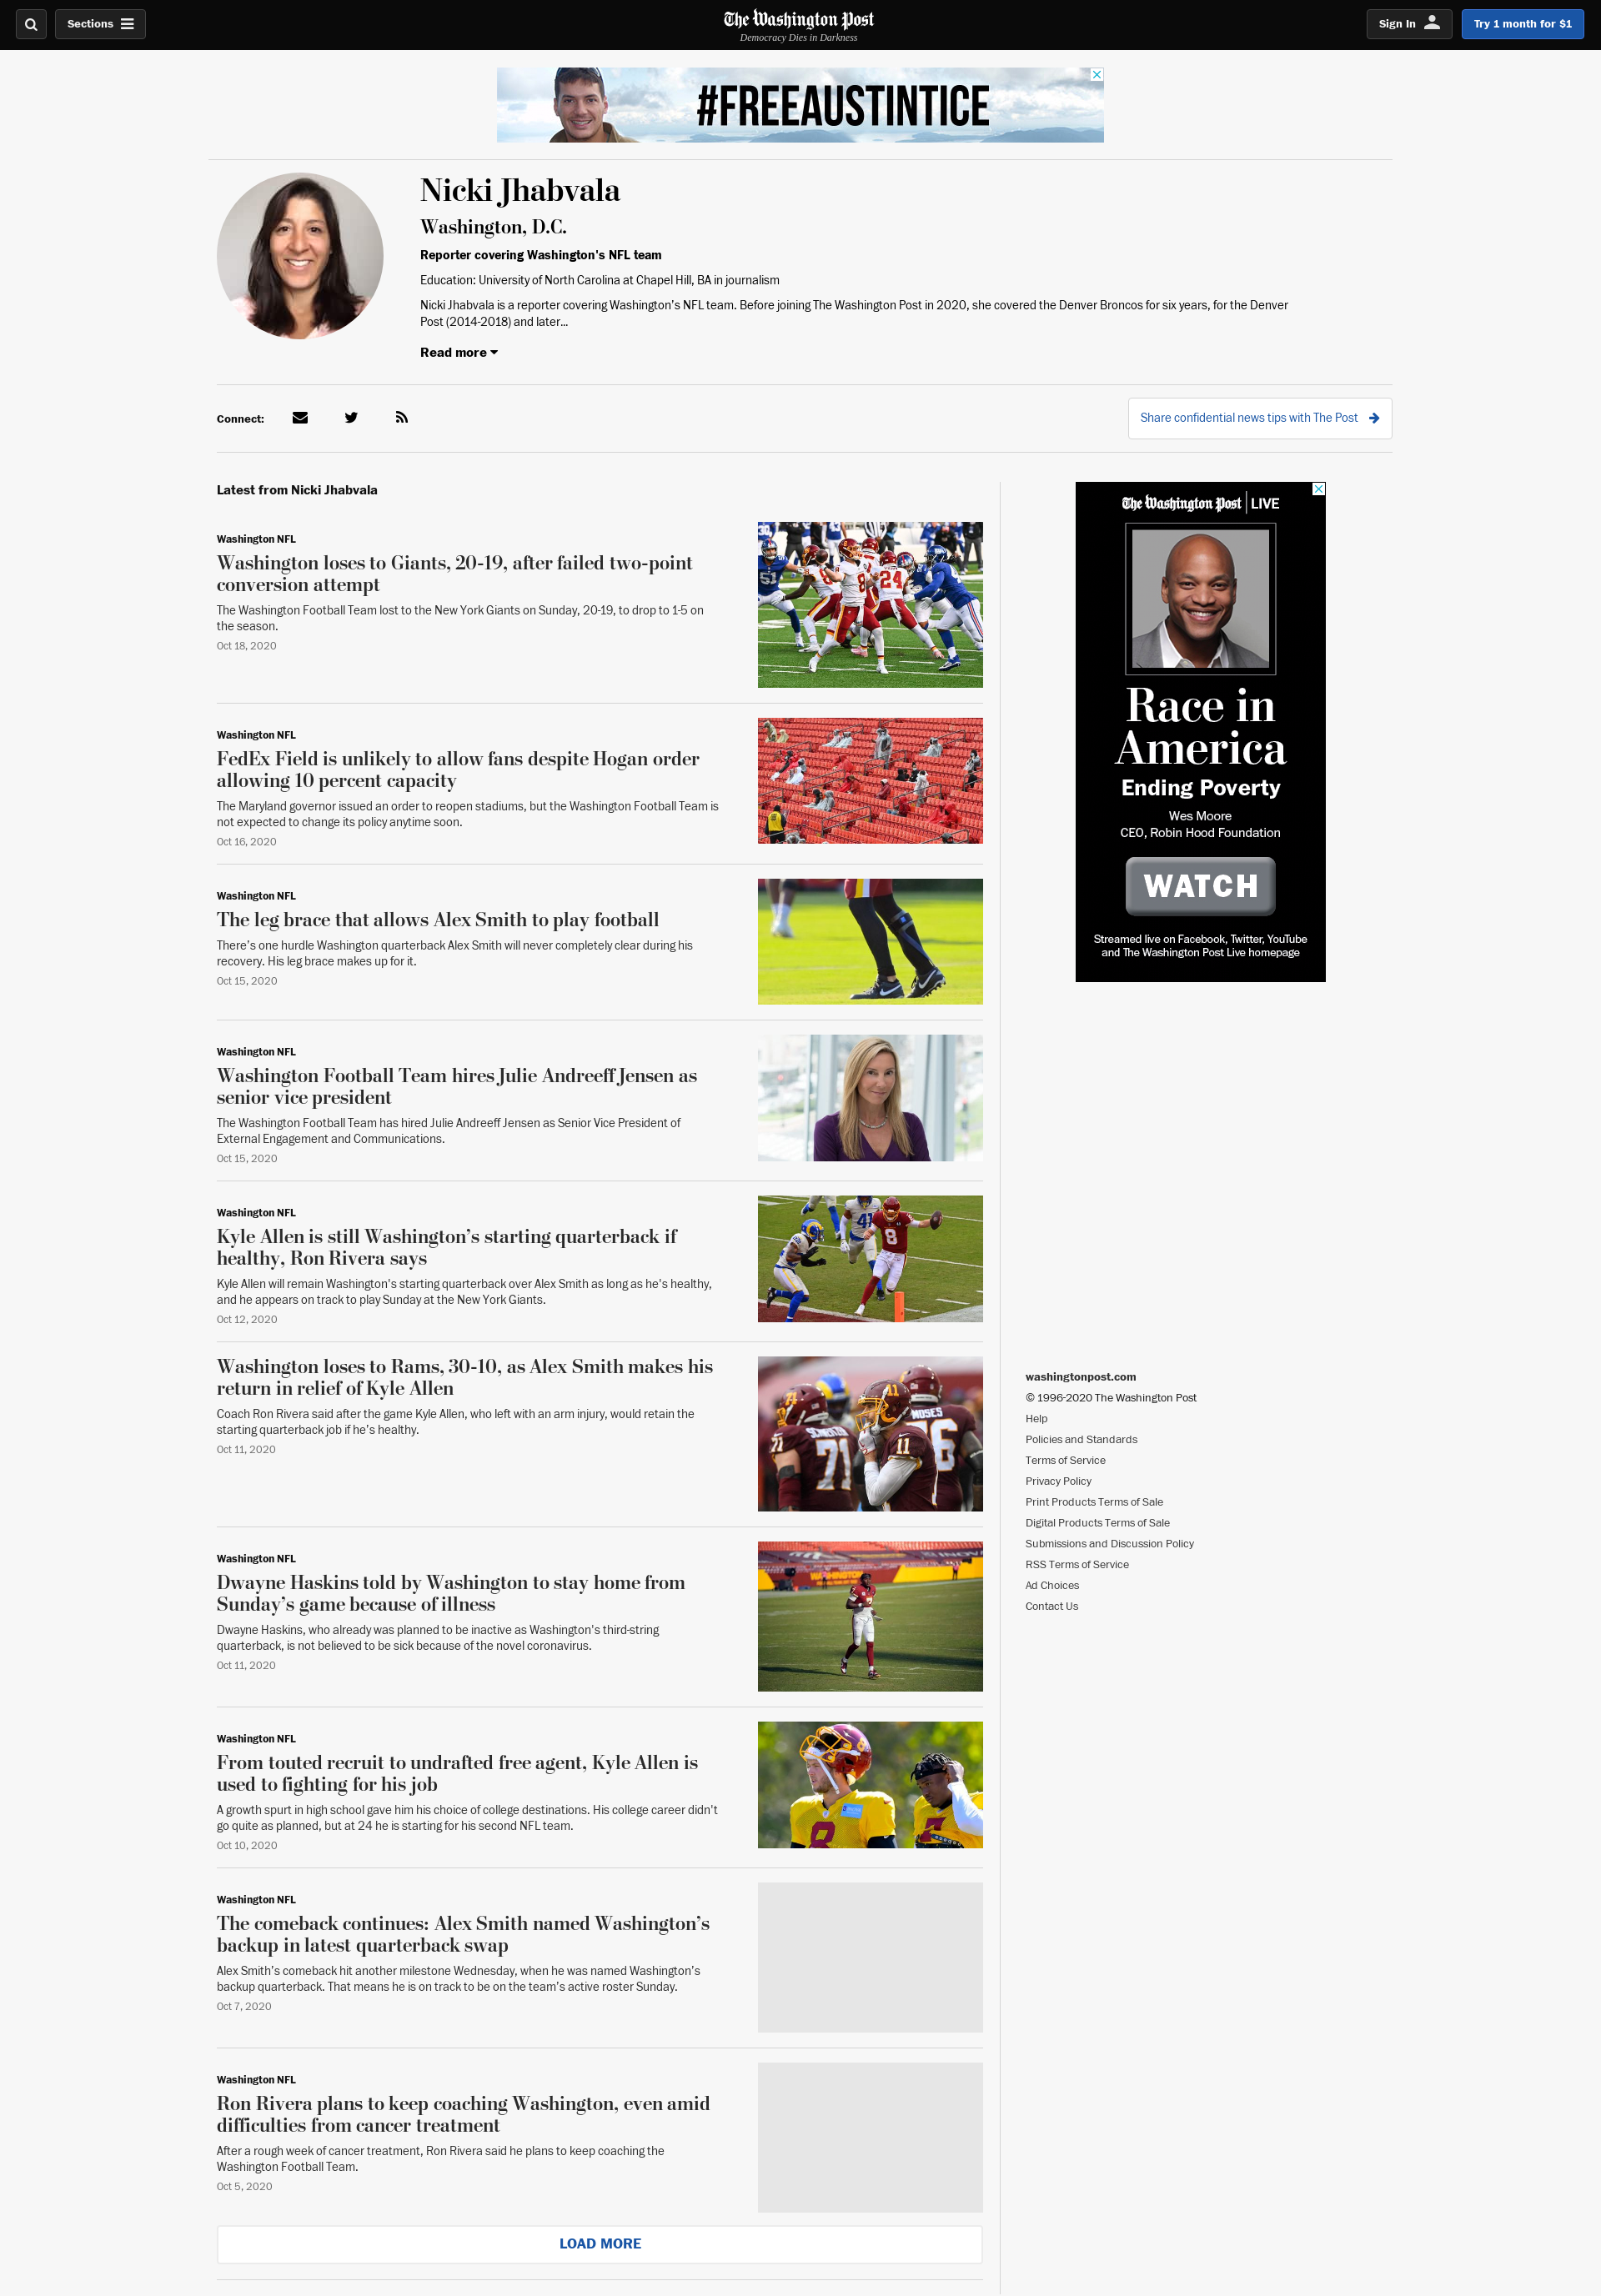 Sections
The Washington Post
Democracy Dies in Darkness
Sign In
Try 1 month for $1
#FREEAUSTINTICE
Nicki Jhabvala
Washington, D.C.
Reporter covering Washington's NFL team
Education: University of North Carolina at Chapel Hill, BA in journalism
Nicki Jhabvala is a reporter covering Washington's NFL team. Before joining The Washington Post in 2020, she covered the Denver Broncos for six years, for the Denver
Post (2014-2018) and later...
Read more
Connect:
Share confidential news tips with The Post
Latest from Nicki Jhabvala
Washington NFL
Washington loses to Giants, 20-19, after failed two-point
conversion attempt
The Washington Football Team lost to the New York Giants on Sunday, 20-19, to drop to 1-5 on
the season.
Oct 18, 2020
51
8
24
Washington NFL
FedEx Field is unlikely to allow fans despite Hogan order
allowing 10 percent capacity
The Maryland governor issued an order to reopen stadiums, but the Washington Football Team is
not expected to change its policy anytime soon.
Oct 16, 2020
Washington NFL
The leg brace that allows Alex Smith to play football
There's one hurdle Washington quarterback Alex Smith will never completely clear during his
recovery. His leg brace makes up for it.
Oct 15, 2020
Washington NFL
Washington Football Team hires Julie Andreeff Jensen as
senior vice president
The Washington Football Team has hired Julie Andreeff Jensen as Senior Vice President of
External Engagement and Communications.
Oct 15, 2020
Washington NFL
Kyle Allen is still Washington’s starting quarterback if
healthy, Ron Rivera says
Kyle Allen will remain Washington's starting quarterback over Alex Smith as long as he's healthy,
and he appears on track to play Sunday at the New York Giants.
Oct 12, 2020
41
8
Washington loses to Rams, 30-10, as Alex Smith makes his
return in relief of Kyle Allen
Coach Ron Rivera said after the game Kyle Allen, who left with an arm injury, would retain the
starting quarterback job if he’s healthy.
Oct 11, 2020
71
11
MOSES
Washington NFL
Dwayne Haskins told by Washington to stay home from
Sunday’s game because of illness
Dwayne Haskins, who already was planned to be inactive as Washington's third-string
quarterback, is not believed to be sick because of the novel coronavirus.
Oct 11, 2020
Washington NFL
From touted recruit to undrafted free agent, Kyle Allen is
used to fighting for his job
A growth spurt in high school gave him his choice of college destinations. His college career didn't
go quite as planned, but at 24 he is starting for his second NFL team.
Oct 10, 2020
Washington NFL
The comeback continues: Alex Smith named Washington’s
backup in latest quarterback swap
Alex Smith’s comeback hit another milestone Wednesday, when he was named Washington’s
backup quarterback. That means he is on track to be on the team’s active roster Sunday.
Oct 7, 2020
Washington NFL
Ron Rivera plans to keep coaching Washington, even amid
difficulties from cancer treatment
After a rough week of cancer treatment, Ron Rivera said he plans to keep coaching the
Washington Football Team.
Oct 5, 2020
LOAD MORE
The Washington Post | LIVE
Race in
America
Ending Poverty
Wes Moore
CEO, Robin Hood Foundation
WATCH
Streamed live on Facebook, Twitter, YouTube
and The Washington Post Live homepage
washingtonpost.com
© 1996-2020 The Washington Post
Help
Policies and Standards
Terms of Service
Privacy Policy
Print Products Terms of Sale
Digital Products Terms of Sale
Submissions and Discussion Policy
RSS Terms of Service
Ad Choices
Contact Us